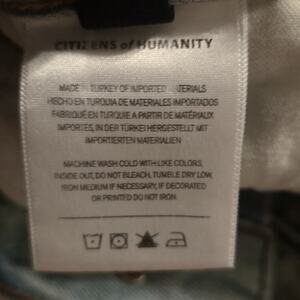 CITIZENS of HUMANITY
MADE IN TURKEY OF IMPORTED MATERIALS
HECHO EN TURQUIA DE MATERIALES IMPORTADOS
FABRIQUÉ EN TURQUIE A PARTIR DE MATÉRIAUX
IMPORTES, IN DER TÜRKEI HERGESTELLT MIT
IMPORTIERTEN MATERIALIEN
MACHINE WASH COLD WITH LIKE COLORS,
INSIDE OUT, DO NOT BLEACH, TUMBLE DRY LOW,
IRON MEDIUM IF NECESSARY, IF DECORATED
OR PRINTED DO NOT IRON.